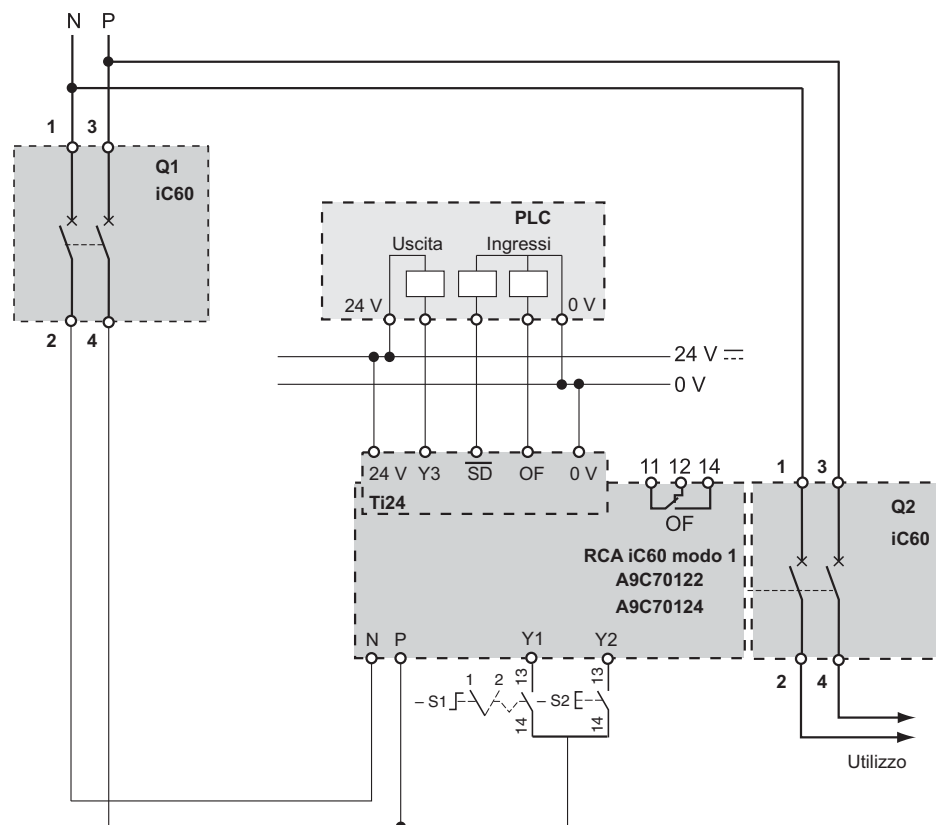 N P
1 3
Q1
iC60
2 4
PLC
Uscita Ingressi
24 V 0 V
24 V
0 V
24 V Y3 SD OF 0 V
Ti24
11 12 14
OF
RCA iC60 modo 1
A9C70122
A9C70124
1 3
Q2
iC60
N P Y1 Y2
2 4
1 2 13 13
– S1 – S2
14 14
Utilizzo